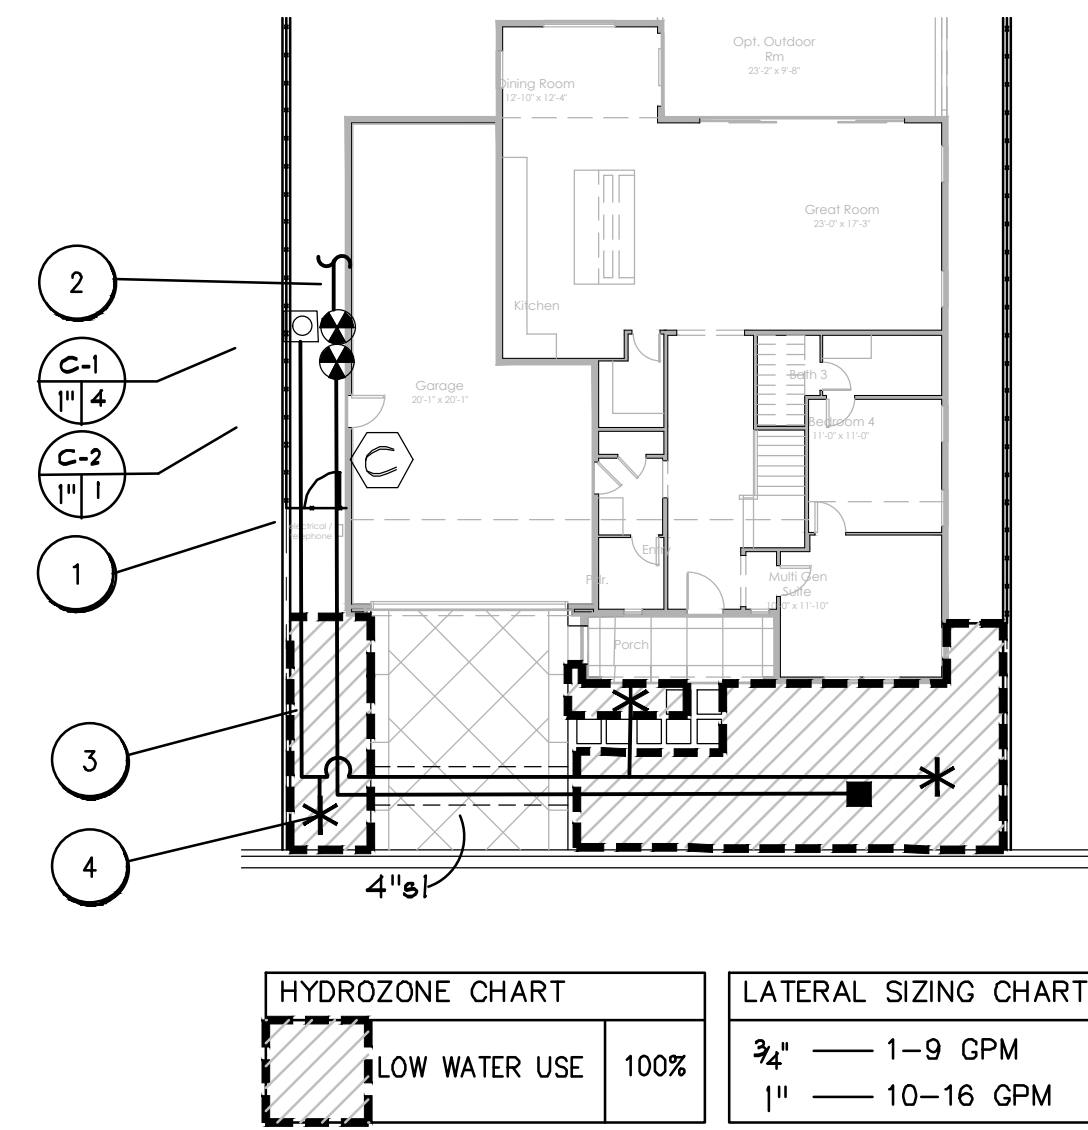 Opt. Outdoor
Rm
23'-2" x 9'-8"
Dining Room
12'-10" x 12'-4"
Great Room
23'-0" x 17'-3"
2
Kitchen
C-1
1" 4
Bath 3
Garage
20'-1" x 20'-1"
Bedroom 4
11'-0" x 11'-0"
C-2
1" 1
electrical /
telephone
Entry
1
Pdr.
Multi Gen
Suite
x 11'-10"
Porch
3
4
4"sl
HYDROZONE CHART
LOW WATER USE 100%
LATERAL SIZING CHART
3/4" 1-9 GPM
1" 10-16 GPM